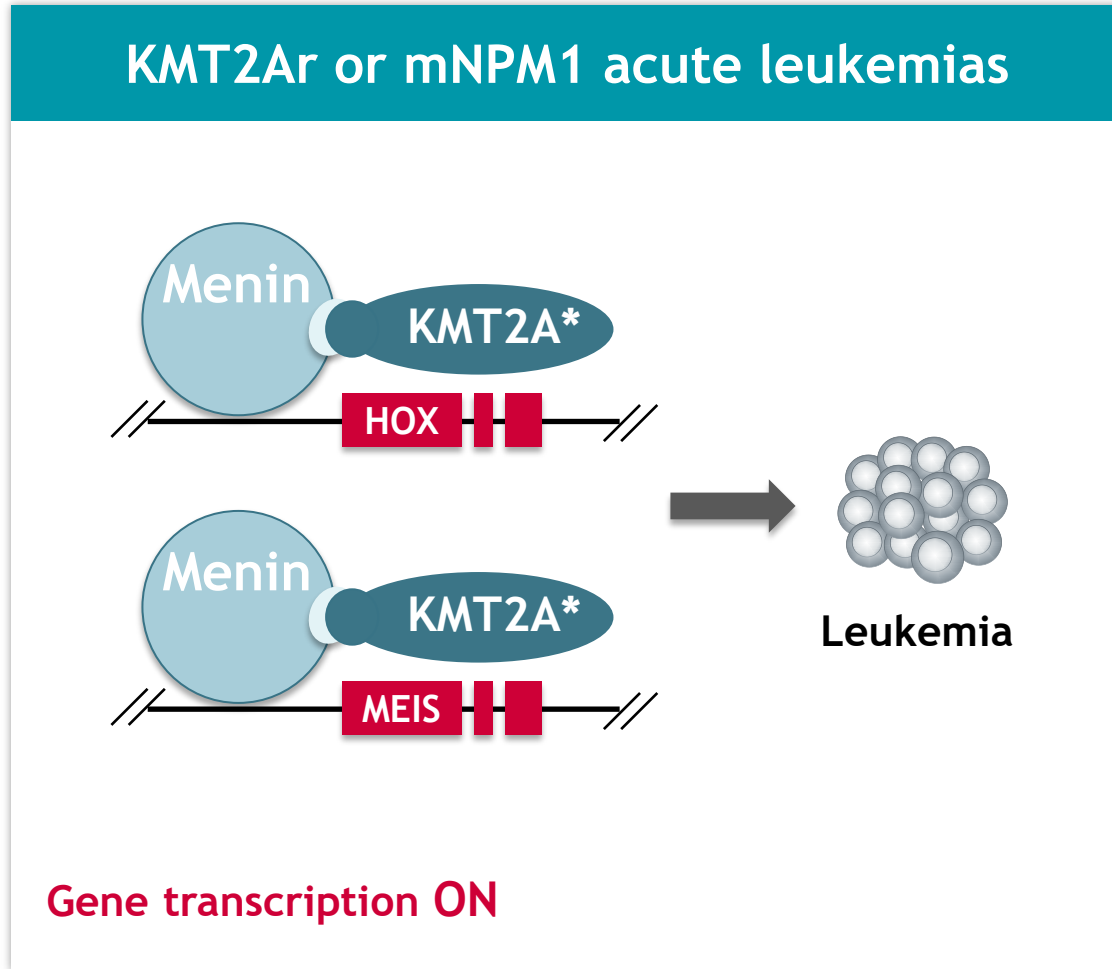 KMT2Ar or mNPM1 acute leukemias
Menin
KMT2A*
HOX
Menin
KMT2A*
MEIS
Leukemia
Gene transcription ON